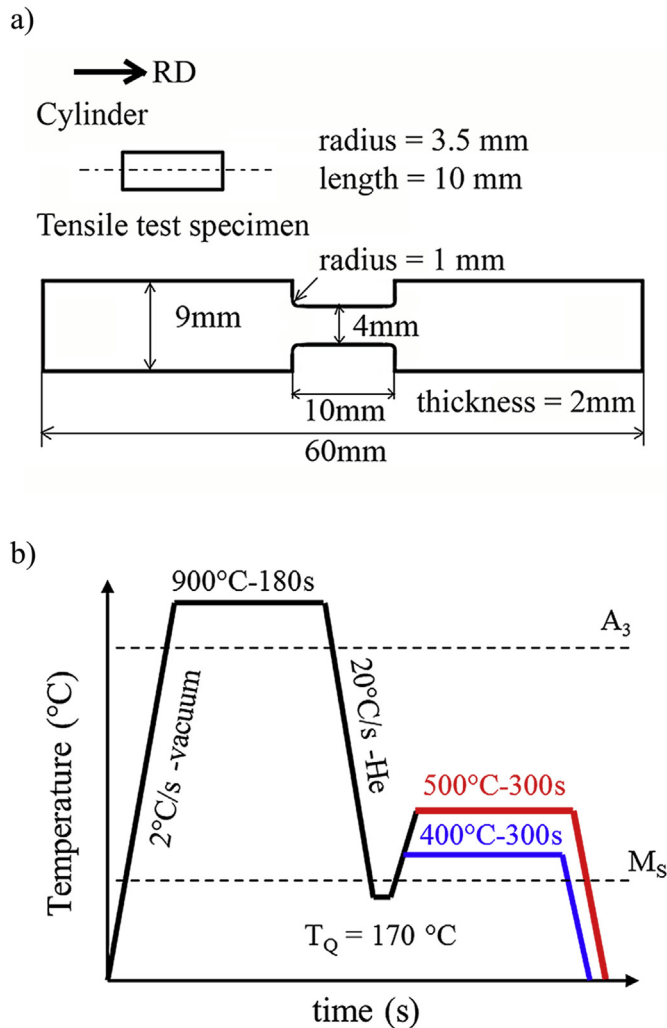 a)
RD
Cylinder
radius = 3.5 mm
length = 10 mm
Tensile test specimen
radius = 1 mm
9mm
4mm
10mm
thickness = 2mm
60mm
b)
900°C-180s
A₃
2°C/s -vacuum
20°C/s -He
500°C-300s
400°C-300s
Mₛ
T_Q = 170 °C
Temperature (°C)
time (s)